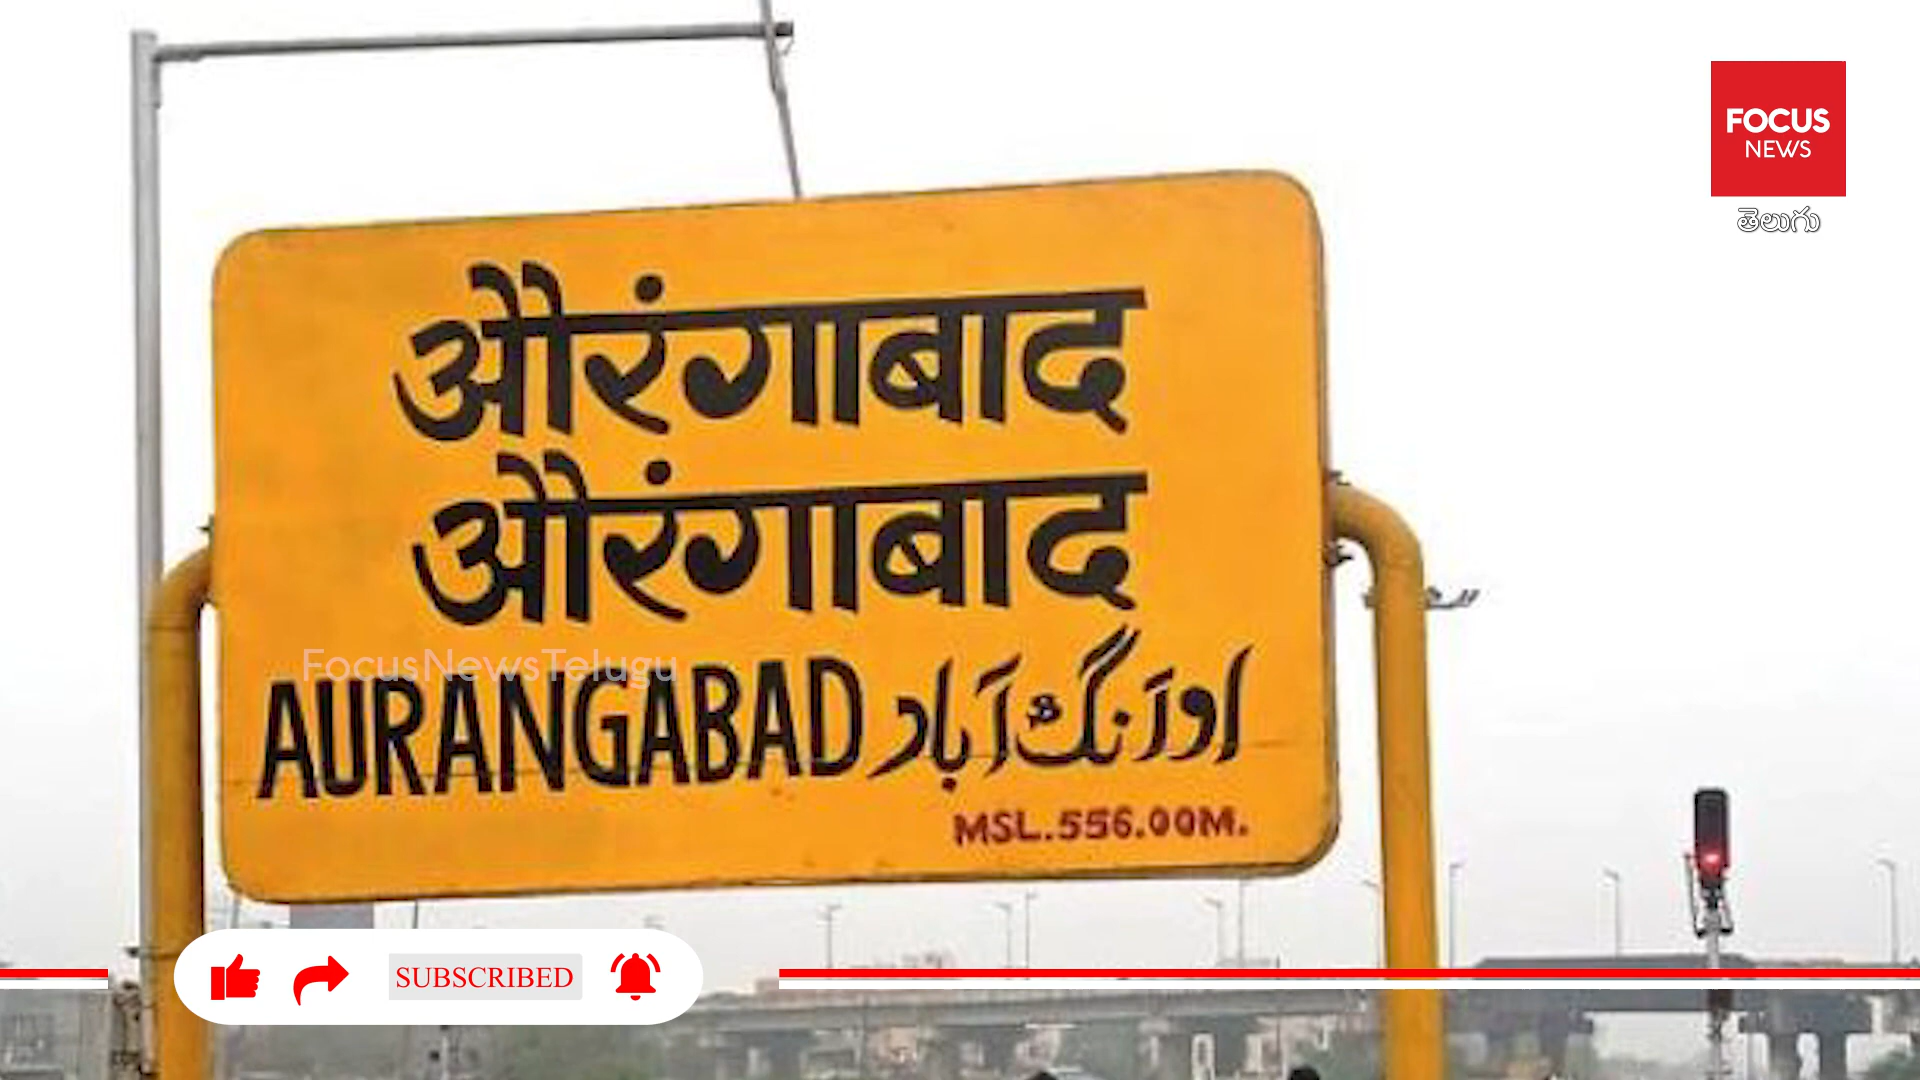 FOCUS
NEWS
తెలుగు
औरंगाबाद
औरंगाबाद
FocusNewsTelugu
AURANGABAD اورنگ آباد
MSL.556.00M.
SUBSCRIBED